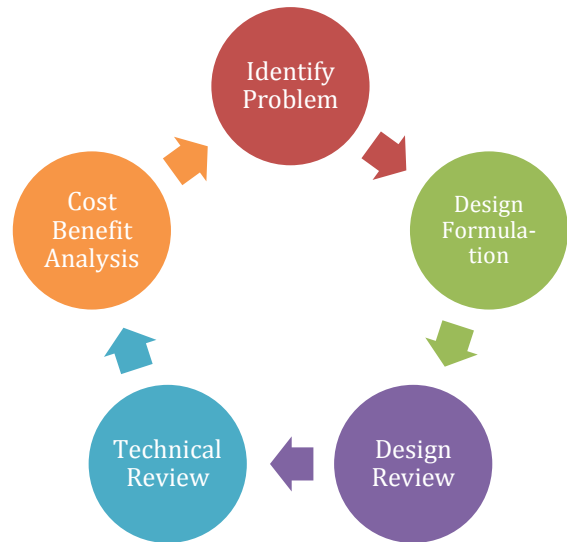 Identify
Problem
Design
Formula-
tion
Design
Review
Technical
Review
Cost
Benefit
Analysis